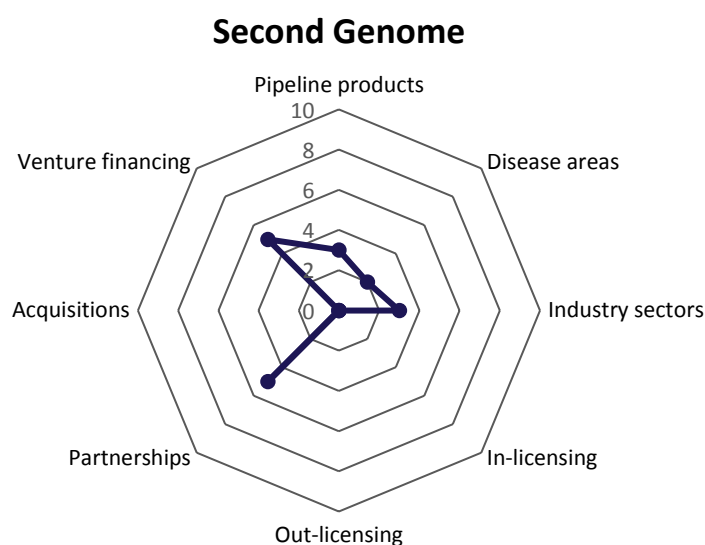 Second Genome
Pipeline products
10
Venture financing
8
Disease areas
6
4
2
Acquisitions
0
Industry sectors
Partnerships
In-licensing
Out-licensing